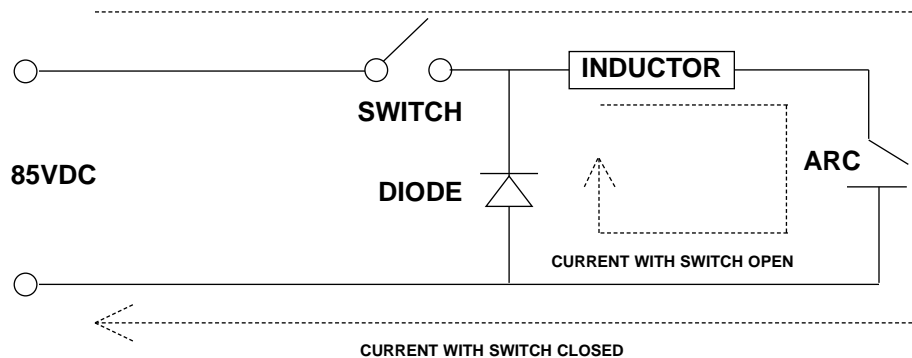 INDUCTOR
SWITCH
85VDC
ARC
DIODE
CURRENT WITH SWITCH OPEN
CURRENT WITH SWITCH CLOSED